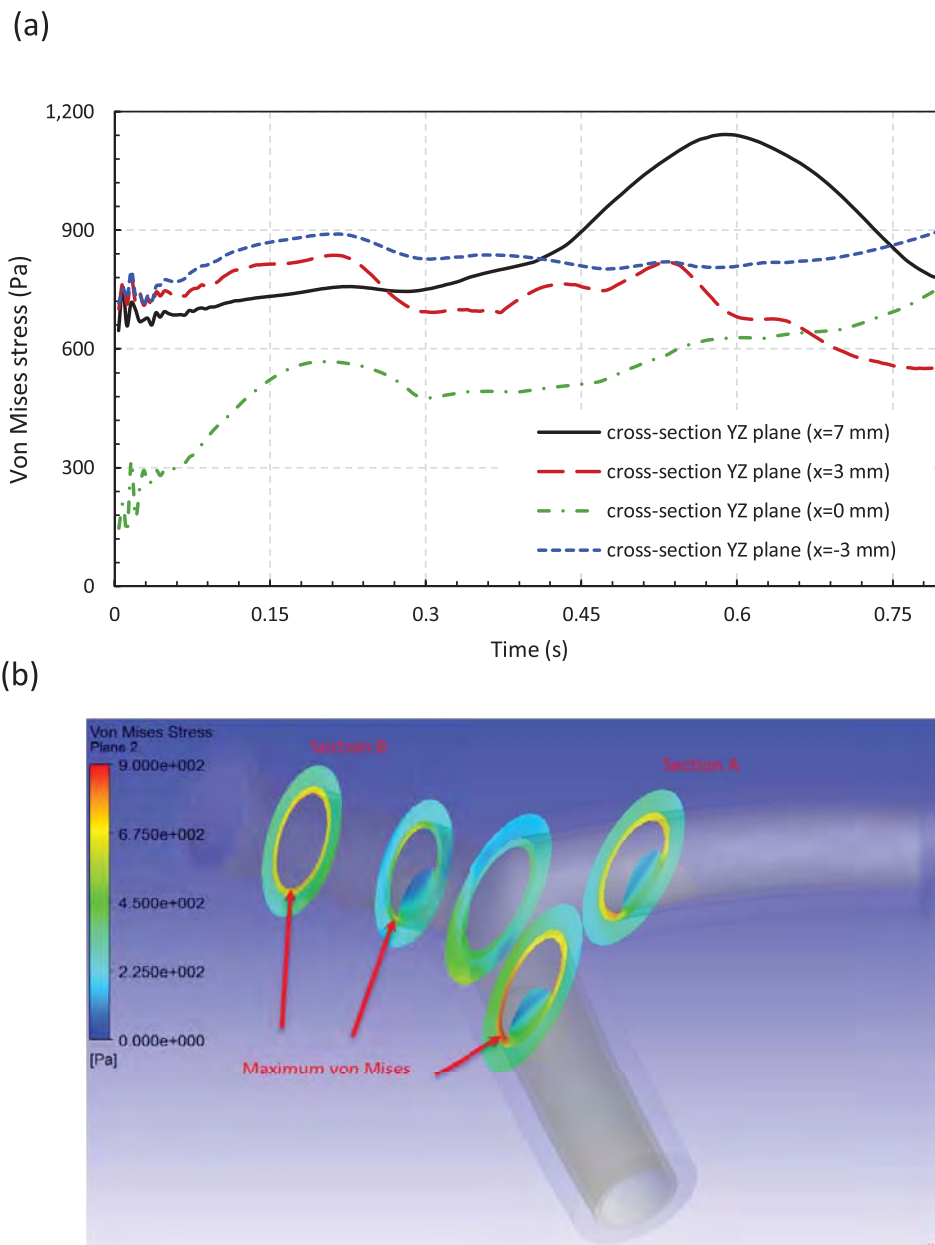 (a)
1,200
900
600
300
0
Von Mises stress (Pa)
cross-section YZ plane (x=7 mm)
cross-section YZ plane (x=3 mm)
cross-section YZ plane (x=0 mm)
cross-section YZ plane (x=-3 mm)
0 0.15 0.3 0.45 0.6 0.75
Time (s)
(b)
Von Mises Stress
Plane 2
Section B
Section A
9.000e+002
6.750e+002
4.500e+002
2.250e+002
0.000e+000
[Pa]
Maximum von Mises